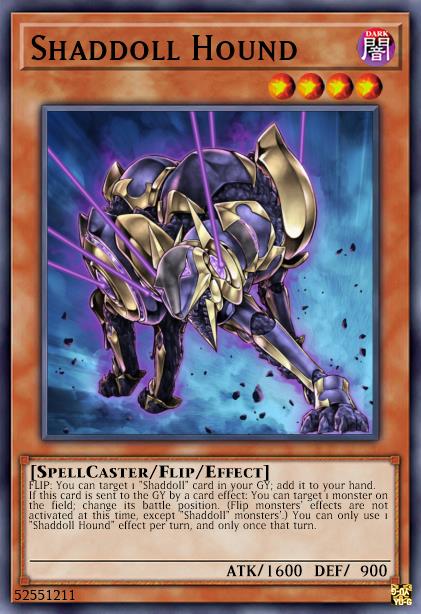 Shaddoll Hound
DARK
闇
[SpellCaster/Flip/Effect]
FLIP: You can target 1 "Shaddoll" card in your GY; add it to your hand.
If this card is sent to the GY by a card effect: You can target 1 monster on
the field; change its battle position. (Flip monsters' effects are not
activated at this time, except "Shaddoll" monsters'.) You can only use 1
"Shaddoll Hound" effect per turn, and only once that turn.
ATK/1600 DEF/ 900
52551211